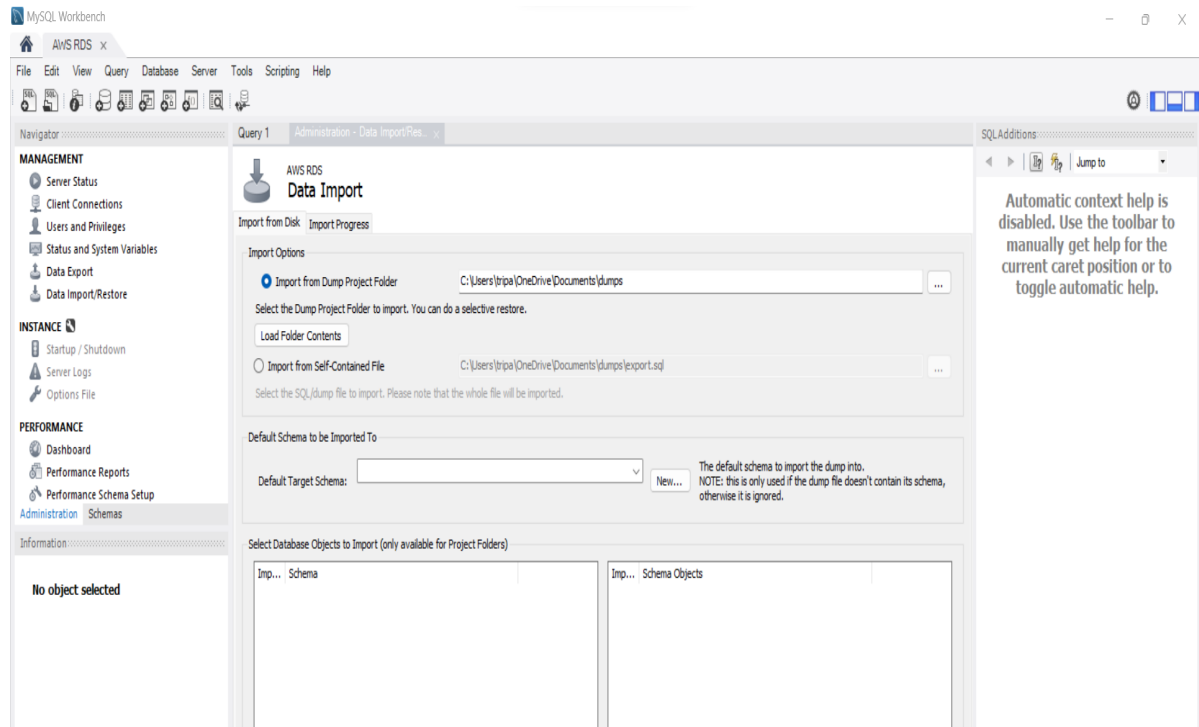 MySQL Workbench
AWS RDS x
File Edit View Query Database Server Tools Scripting Help
Navigator
MANAGEMENT
Server Status
Client Connections
Users and Privileges
Status and System Variables
Data Export
Data Import/Restore
INSTANCE
Startup / Shutdown
Server Logs
Options File
PERFORMANCE
Dashboard
Performance Reports
Performance Schema Setup
Administration Schemas
Information
No object selected
Query 1 Administration - Data Import/Res... x
AWS RDS
Data Import
Import from Disk Import Progress
Import Options
Import from Dump Project Folder C:\Users\tripa\OneDrive\Documents\dumps ...
Select the Dump Project Folder to import. You can do a selective restore.
Load Folder Contents
Import from Self-Contained File C:\Users\tripa\OneDrive\Documents\dumps\export.sql ...
Select the SQL/dump file to import. Please note that the whole file will be imported.
Default Schema to be Imported To
Default Target Schema: New...
The default schema to import the dump into.
NOTE: this is only used if the dump file doesn't contain its schema,
otherwise it is ignored.
Select Database Objects to Import (only available for Project Folders)
Imp... Schema
Imp... Schema Objects
SQLAdditions
Jump to
Automatic context help is
disabled. Use the toolbar to
manually get help for the
current caret position or to
toggle automatic help.